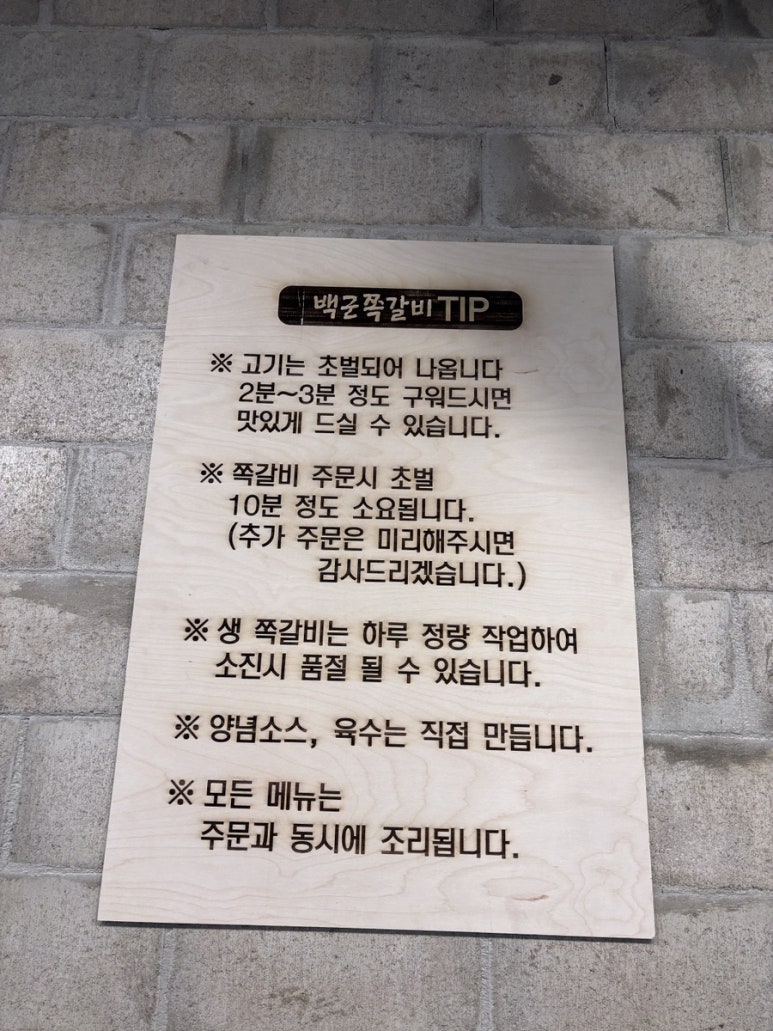 백근쪽갈비 TIP
※ 고기는 초벌되어 나옵니다
2분~3분 정도 구워드시면
맛있게 드실 수 있습니다.
※ 쪽갈비 주문시 초벌
10분 정도 소요됩니다.
(추가 주문은 미리해주시면
감사드리겠습니다.)
※ 생 쪽갈비는 하루 정량 작업하여
소진시 품절 될 수 있습니다.
※ 양념소스, 육수는 직접 만듭니다.
※ 모든 메뉴는
주문과 동시에 조리됩니다.